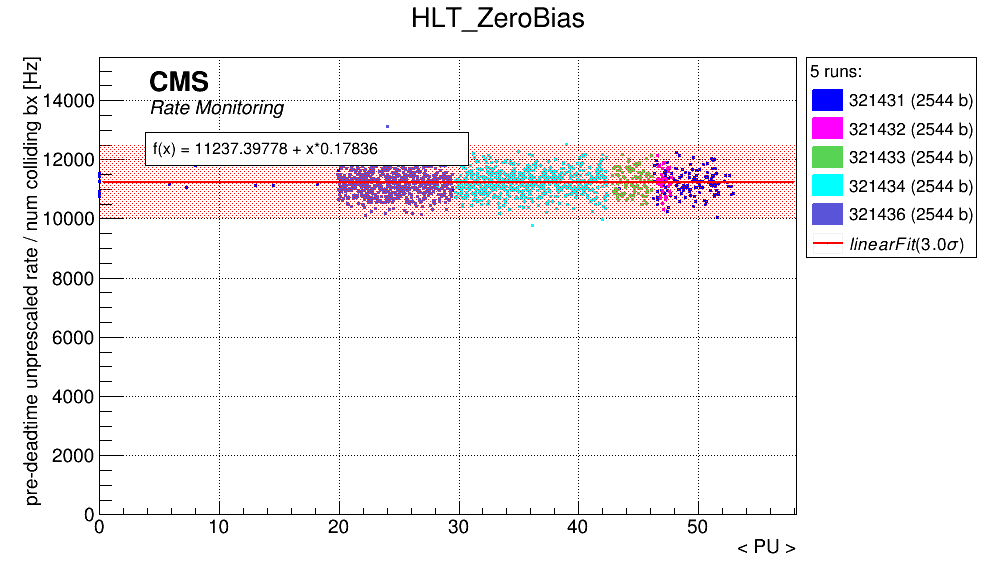 HLT_ZeroBias
pre-deadtime unprescaled rate / num colliding bx [Hz]
CMS
Rate Monitoring
f(x) = 11237.39778 + x*0.17836
14000
12000
10000
8000
6000
4000
2000
0
0 10 20 30 40 50
< PU >
5 runs:
321431 (2544 b)
321432 (2544 b)
321433 (2544 b)
321434 (2544 b)
321436 (2544 b)
linearFit(3.0σ)